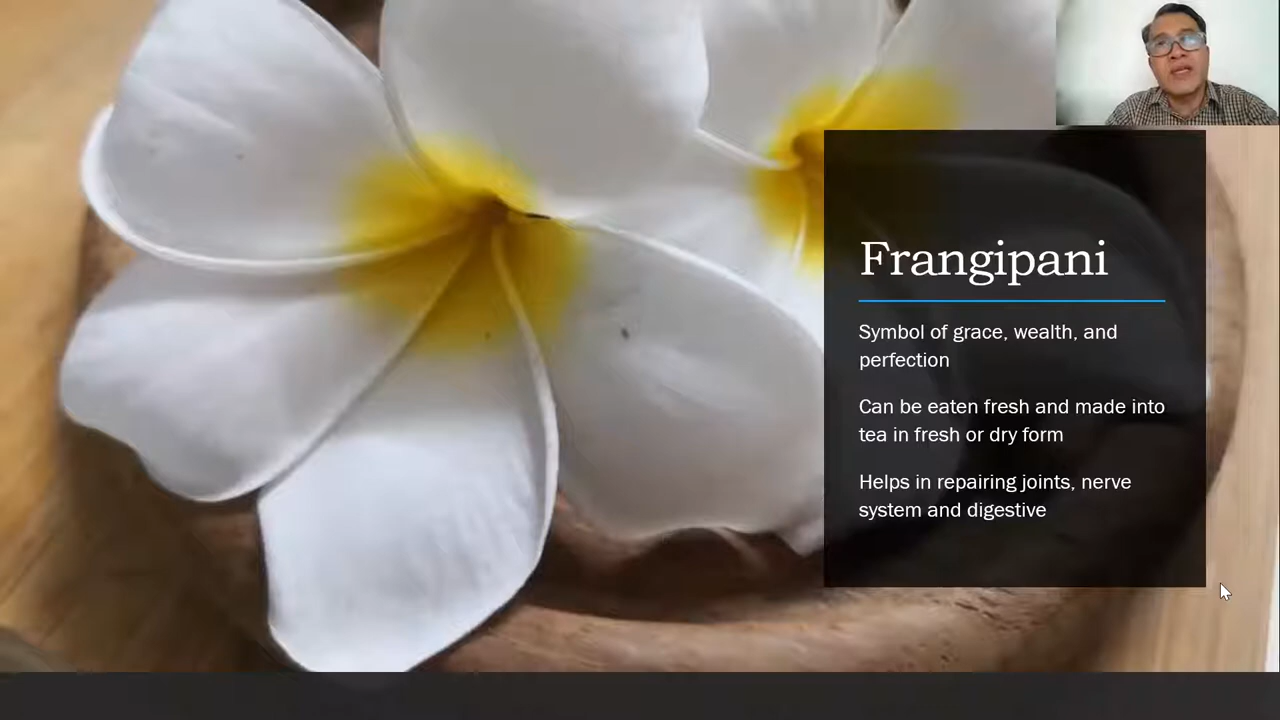 Frangipani
Symbol of grace, wealth, and
perfection
Can be eaten fresh and made into
tea in fresh or dry form
Helps in repairing joints, nerve
system and digestive